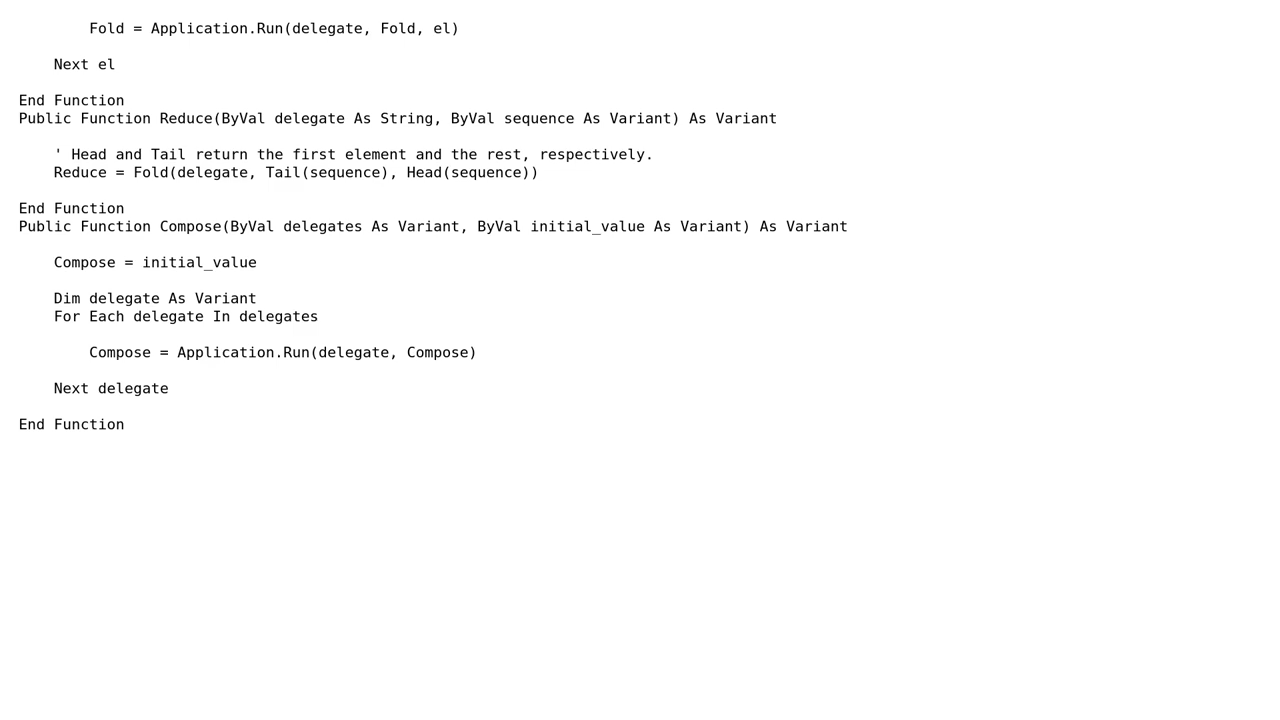 Fold = Application.Run(delegate, Fold, el)

    Next el

End Function
Public Function Reduce(ByVal delegate As String, ByVal sequence As Variant) As Variant

    ' Head and Tail return the first element and the rest, respectively.
    Reduce = Fold(delegate, Tail(sequence), Head(sequence))

End Function
Public Function Compose(ByVal delegates As Variant, ByVal initial_value As Variant) As Variant

    Compose = initial_value

    Dim delegate As Variant
    For Each delegate In delegates

        Compose = Application.Run(delegate, Compose)

    Next delegate

End Function